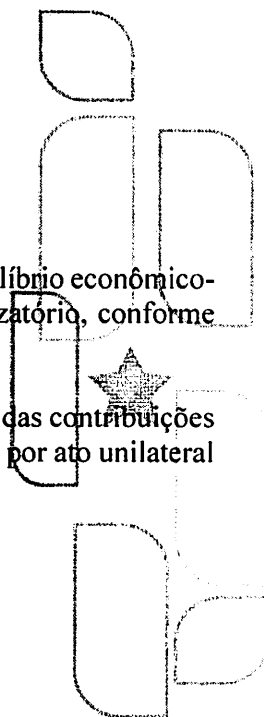 líbrio econômico-
zatório, conforme
das contribuições
por ato unilateral